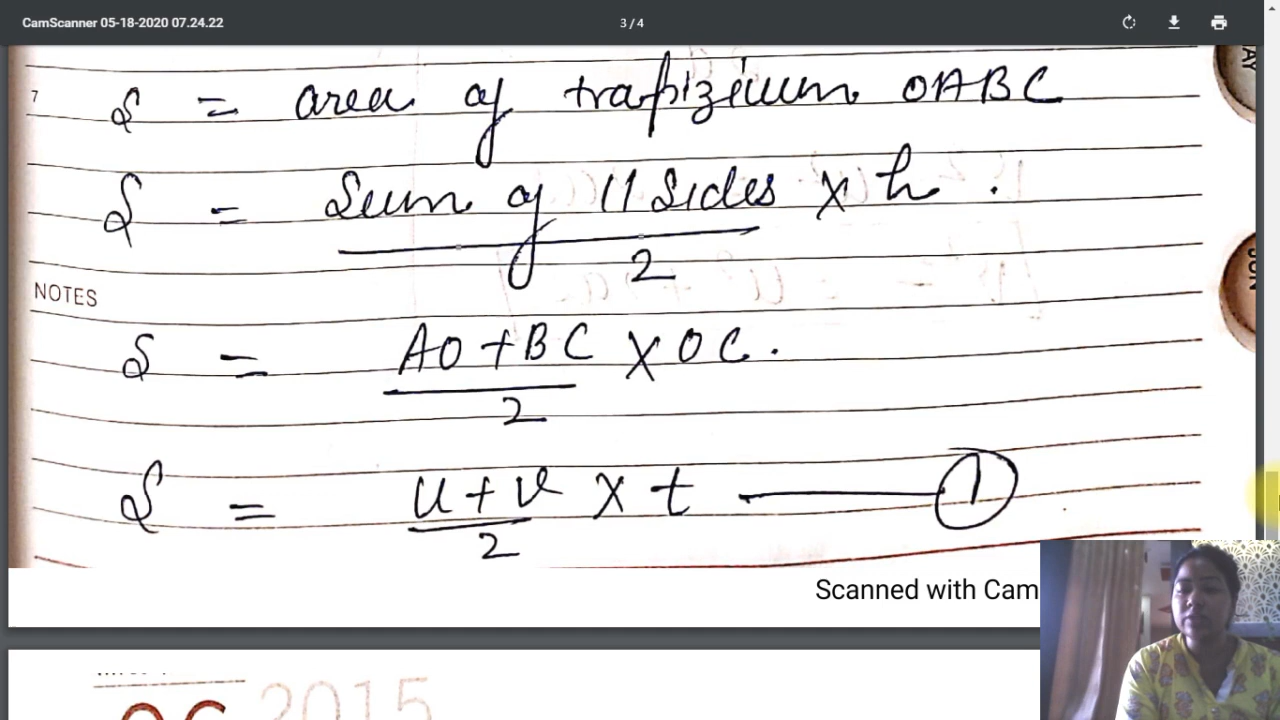 CamScanner 05-18-2020 07.24.22
3 / 4
7
S = area of trapizium OABC
S = Sum of || Sides × h.
2
NOTES
S = AO + BC × OC.
2
S = u + v × t —— 1
2
Scanned with Cam
2015